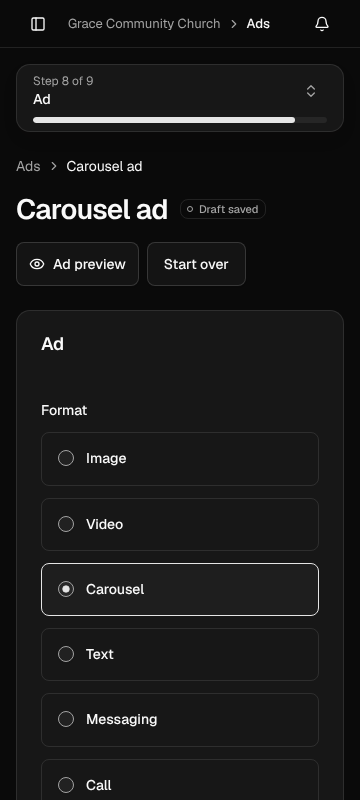 Grace Community Church > Ads
Step 8 of 9
Ad
Ads > Carousel ad
Carousel ad
Draft saved
Ad preview
Start over
Ad
Format
Image
Video
Carousel
Text
Messaging
Call